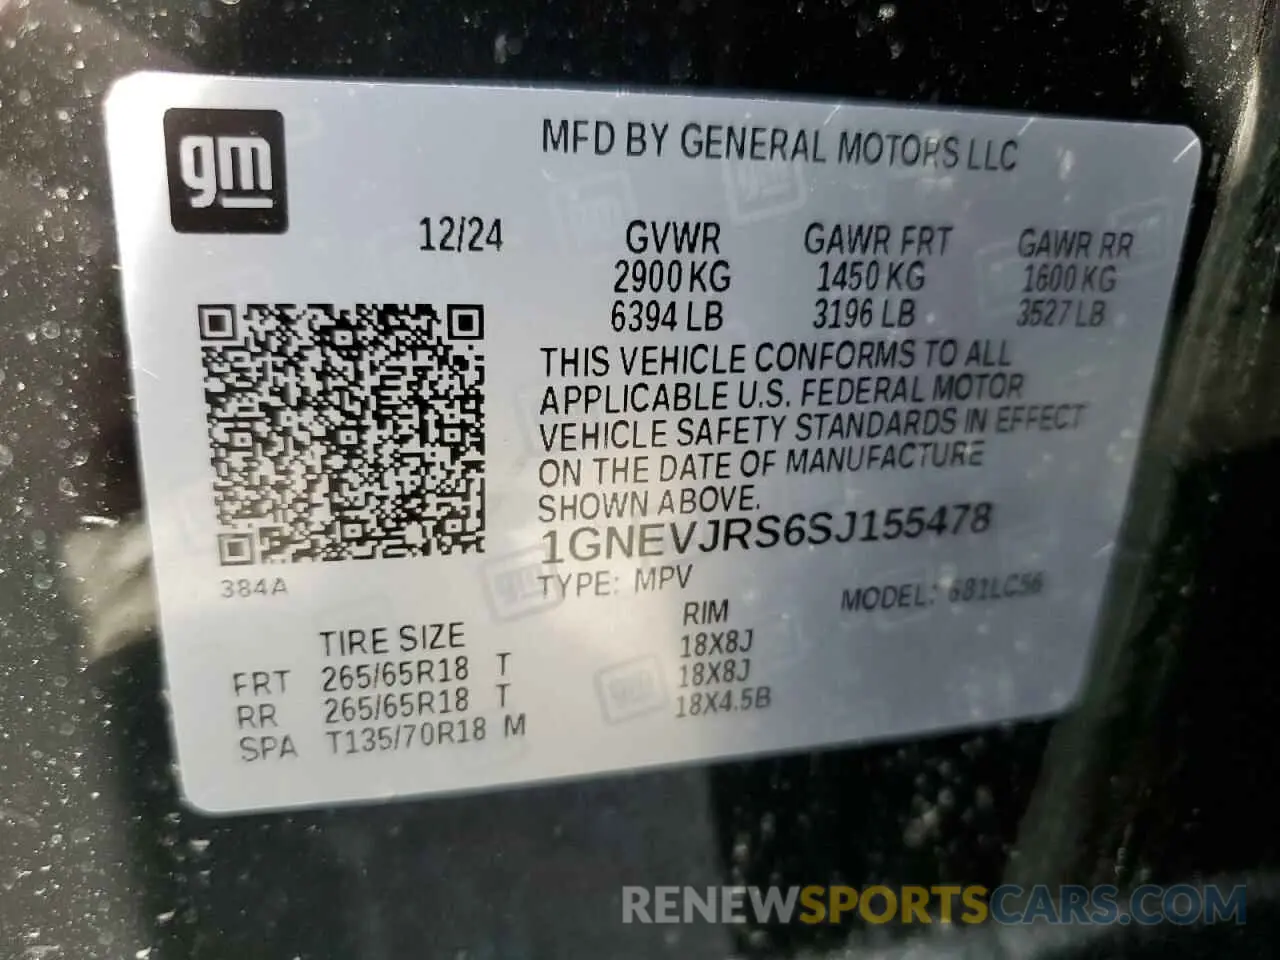 gm
MFD BY GENERAL MOTORS LLC
12/24 GVWR GAWR FRT GAWR RR
2900 KG 1450 KG 1600 KG
6394 LB 3196 LB 3527 LB
THIS VEHICLE CONFORMS TO ALL
APPLICABLE U.S. FEDERAL MOTOR
VEHICLE SAFETY STANDARDS IN EFFECT
ON THE DATE OF MANUFACTURE
SHOWN ABOVE.
1GNEVJRS6SJ155478
384A
TYPE: MPV MODEL: 681LC56
TIRE SIZE RIM
FRT 265/65R18 T 18X8J
RR 265/65R18 T 18X8J
SPA T135/70R18 M 18X4.5B
RENEWSPORTSCARS.COM